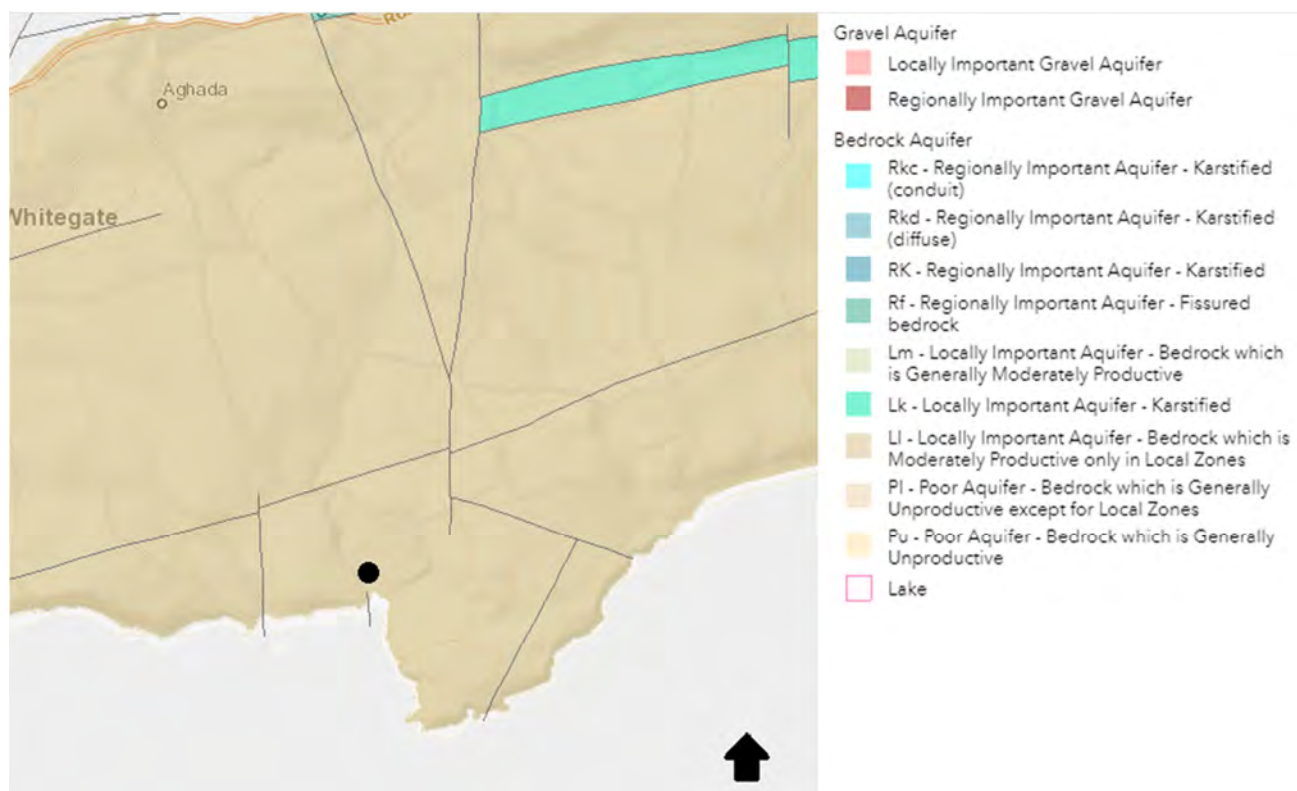 Aghada
Whitegate
Gravel Aquifer
Locally Important Gravel Aquifer
Regionally Important Gravel Aquifer
Bedrock Aquifer
Rkc - Regionally Important Aquifer - Karstified
(conduit)
Rkd - Regionally Important Aquifer - Karstified
(diffuse)
RK - Regionally Important Aquifer - Karstified
Rf - Regionally Important Aquifer - Fissured
bedrock
Lm - Locally Important Aquifer - Bedrock which
is Generally Moderately Productive
Lk - Locally Important Aquifer - Karstified
Ll - Locally Important Aquifer - Bedrock which is
Moderately Productive only in Local Zones
Pl - Poor Aquifer - Bedrock which is Generally
Unproductive except for Local Zones
Pu - Poor Aquifer - Bedrock which is Generally
Unproductive
Lake